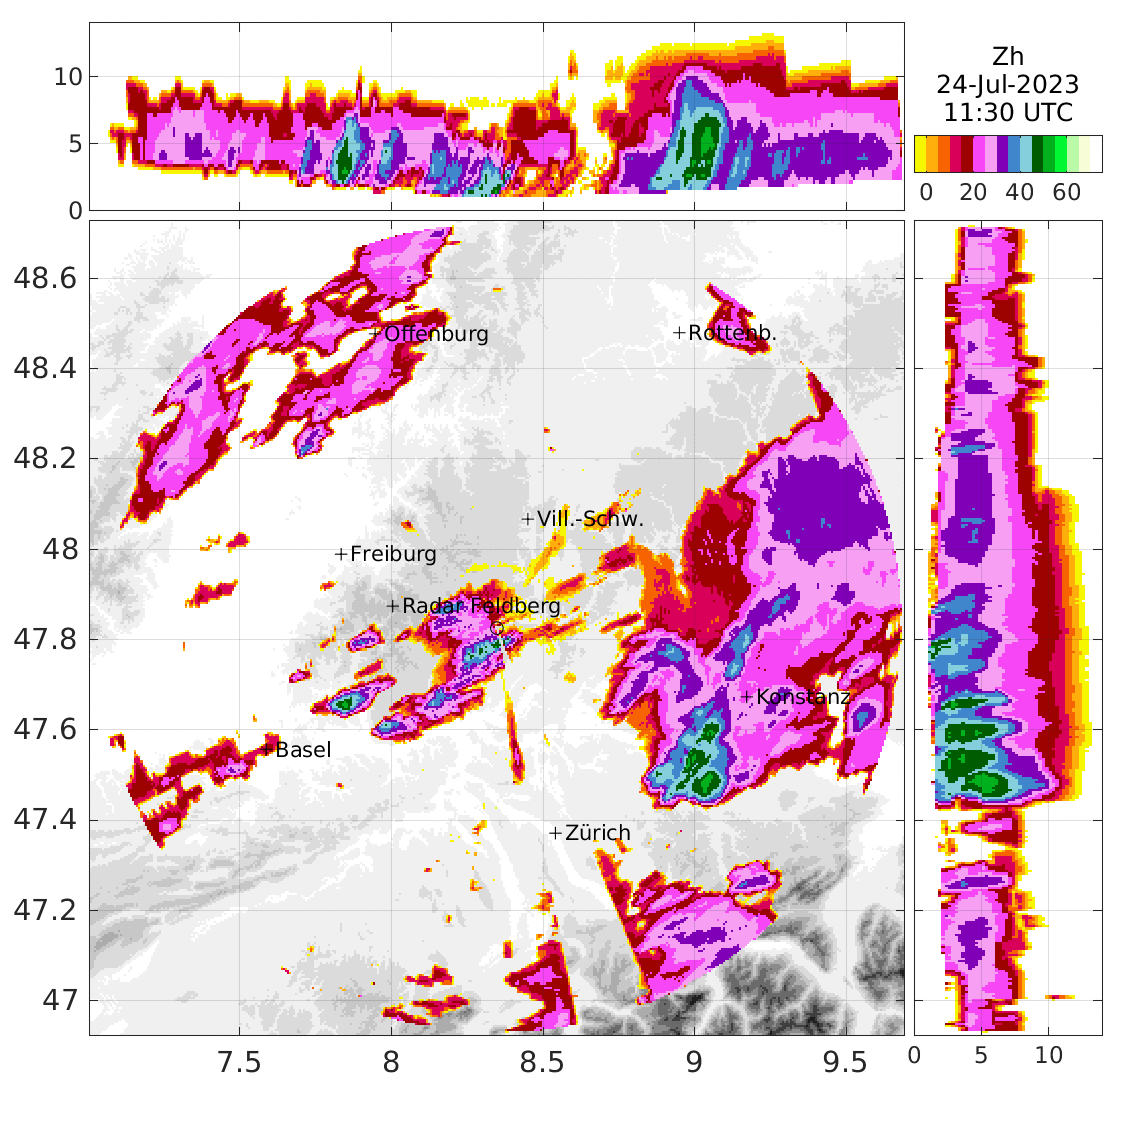 10
5
0
Zh
24-Jul-2023
11:30 UTC
0 20 40 60
48.6
48.4
48.2
48
47.8
47.6
47.4
47.2
47
+Offenburg
+Rottenb.
+Vill.-Schw.
+Freiburg
+Radar Feldberg
+Konstanz
+Basel
+Zürich
7.5 8 8.5 9 9.5
0 5 10